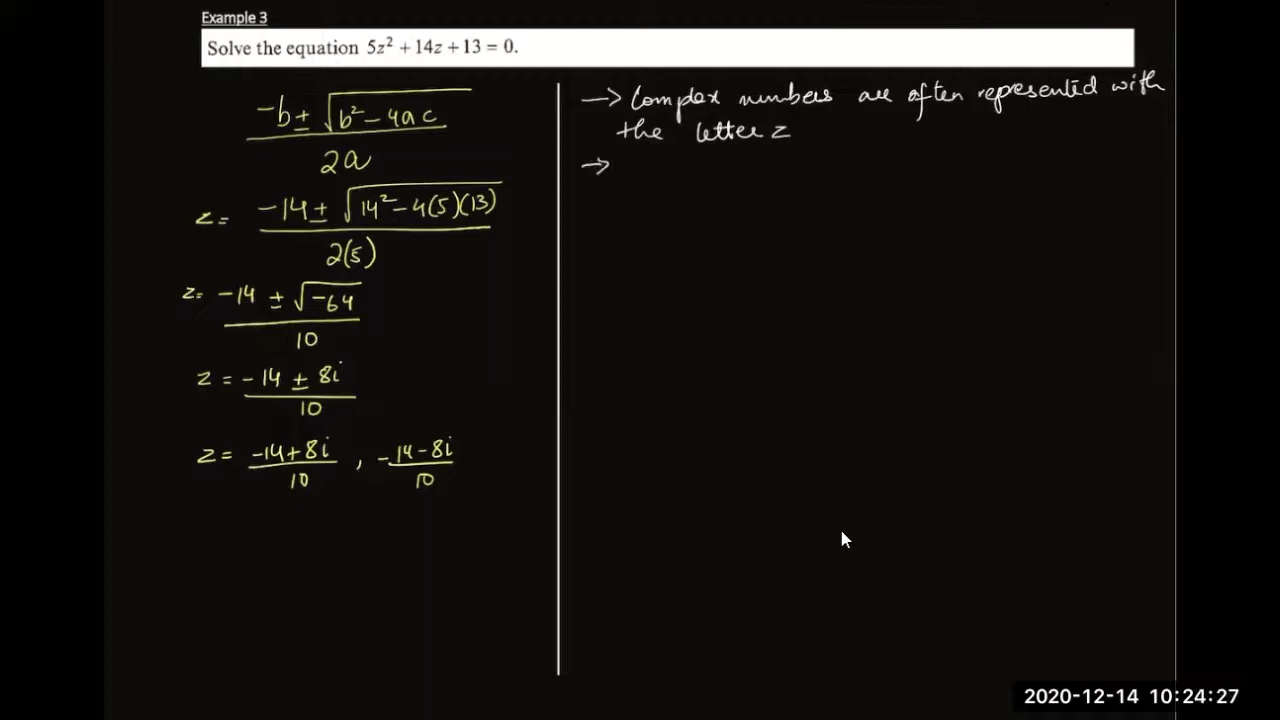 Example 3
Solve the equation 5z² + 14z + 13 = 0.
-b ± √(b² - 4ac)
2a
z = -14 ± √(14² - 4(5)(13))
2(5)
z = -14 ± √-64
10
z = -14 ± 8i
10
z = -14 + 8i , -14 - 8i
10 10
→ Complex numbers are often represented with
the letter z
→
2020-12-14 10:24:27